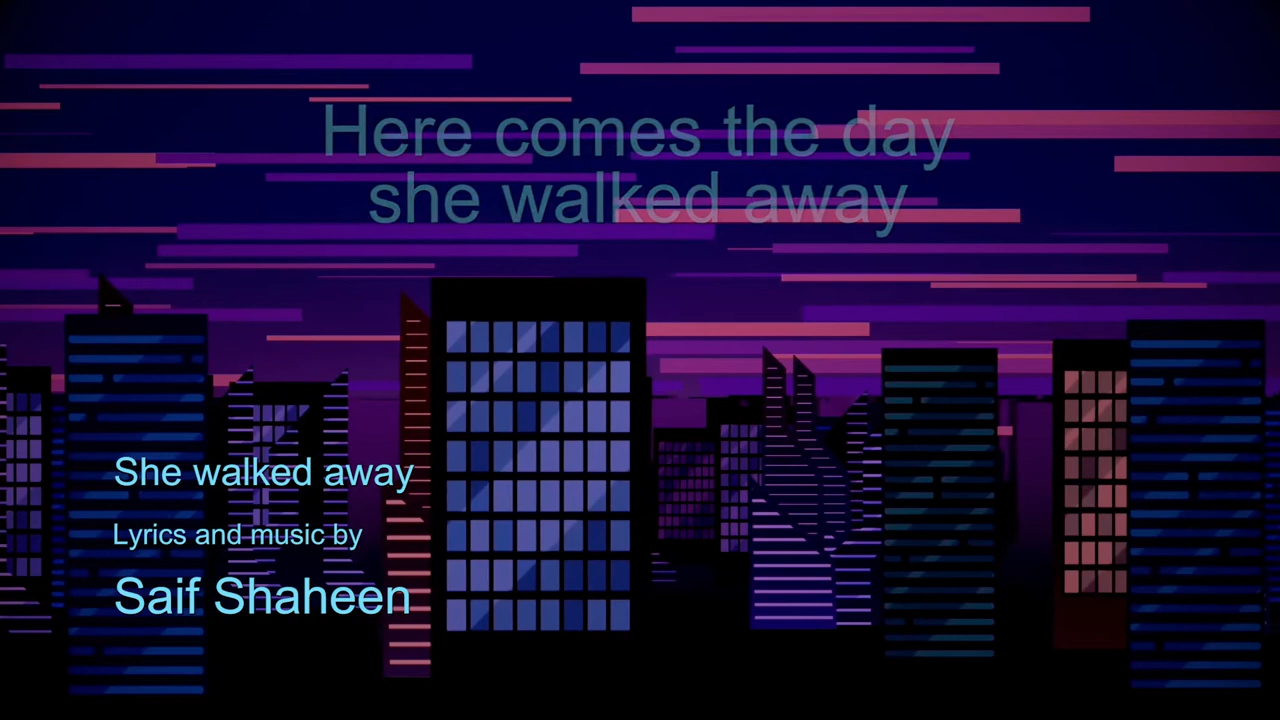 Here comes the day
she walked away
She walked away
Lyrics and music by
Saif Shaheen